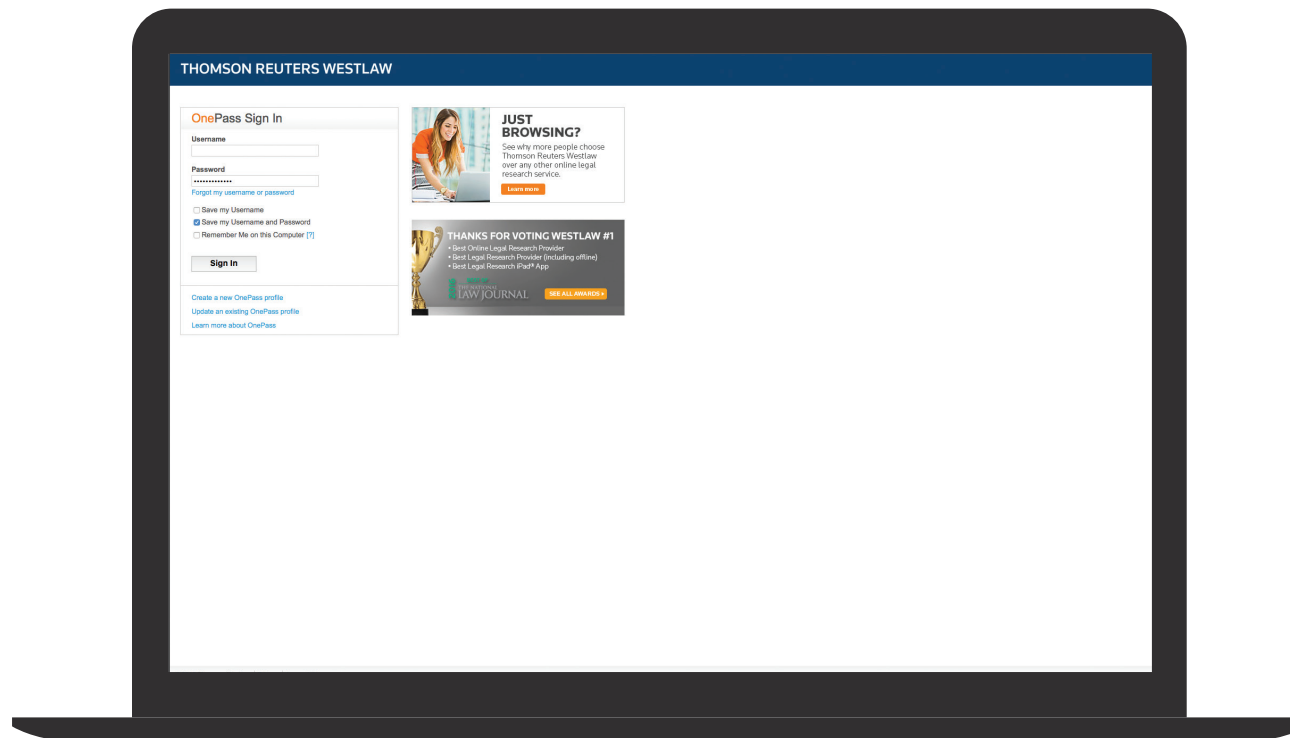 THOMSON REUTERS WESTLAW
OnePass Sign In
Username
Password
•••••••••••••
Forgot my username or password
Save my Username
Save my Username and Password
Remember Me on this Computer [?]
Sign In
Create a new OnePass profile
Update an existing OnePass profile
Learn more about OnePass
JUST
BROWSING?
See why more people choose
Thomson Reuters Westlaw
over any other online legal
research service.
Learn more
THANKS FOR VOTING WESTLAW #1
• Best Online Legal Research Provider
• Best Legal Research Provider (including offline)
• Best Legal Research iPad® App
THE NATIONAL
LAW JOURNAL
SEE ALL AWARDS